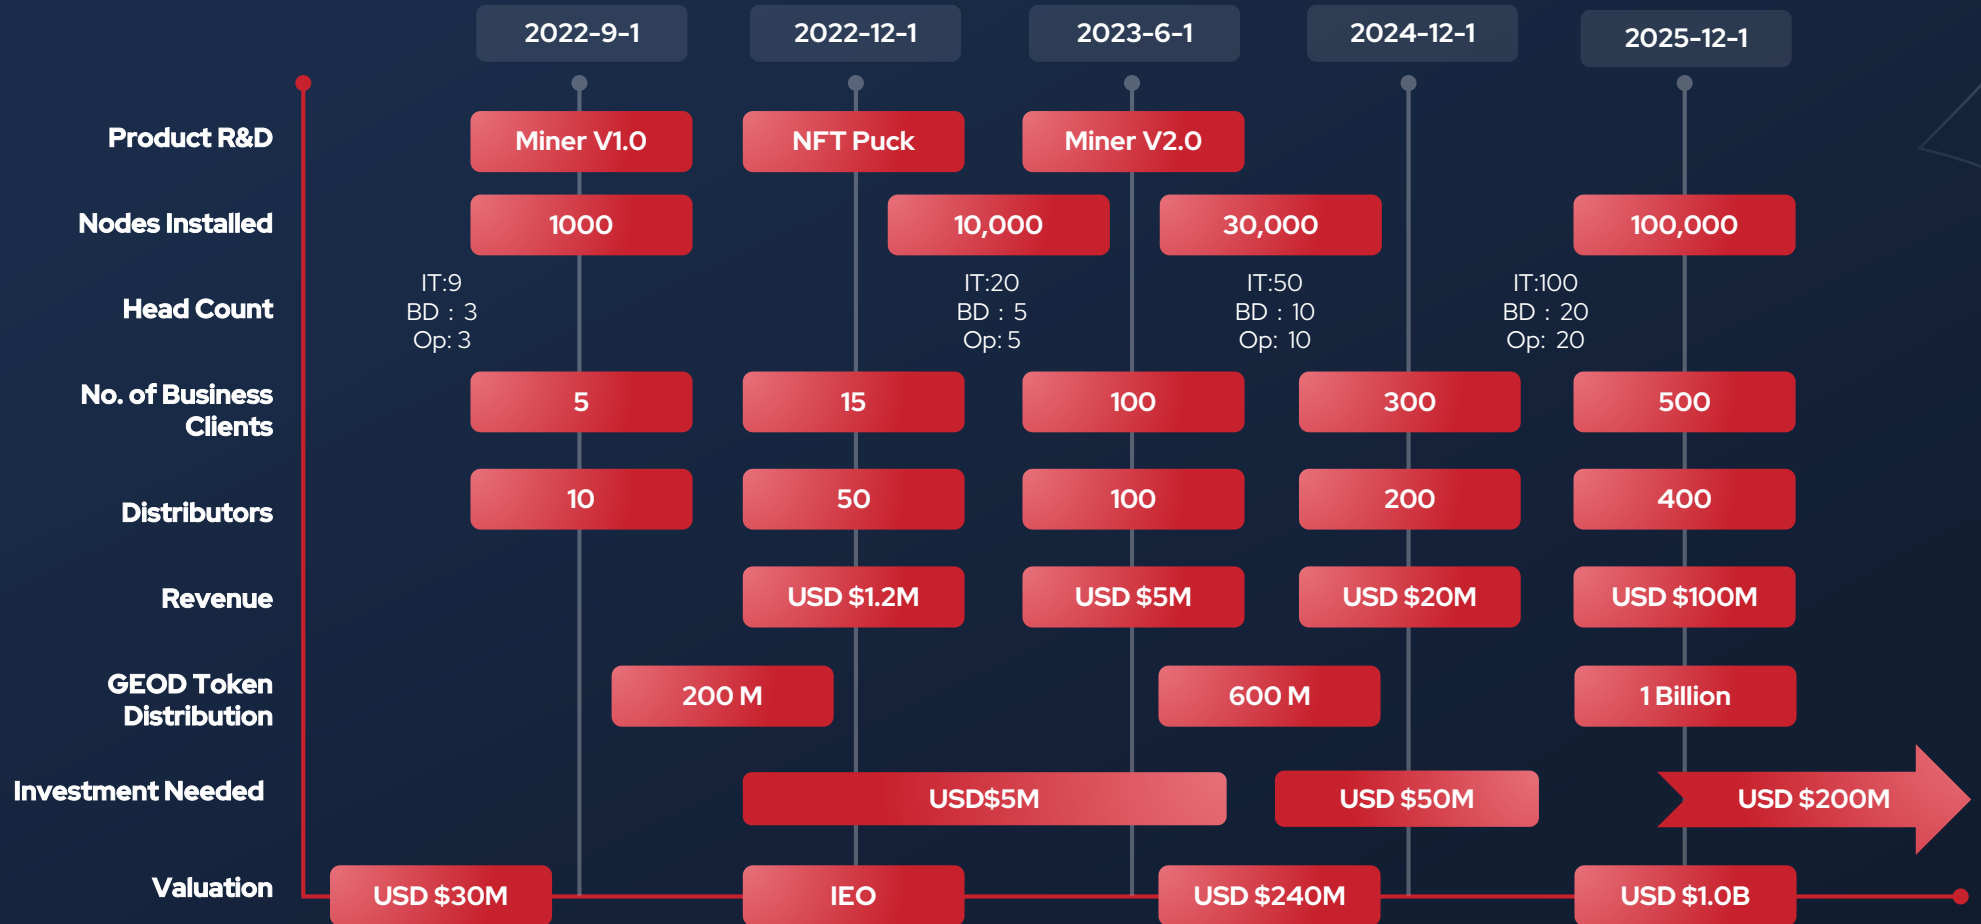 2022-9-1
2022-12-1
2023-6-1
2024-12-1
2025-12-1
Product R&D
Miner V1.0
NFT Puck
Miner V2.0
Nodes Installed
1000
10,000
30,000
100,000
Head Count
IT:9
BD : 3
Op: 3
IT:20
BD : 5
Op: 5
IT:50
BD : 10
Op: 10
IT:100
BD : 20
Op: 20
No. of Business
Clients
5
15
100
300
500
Distributors
10
50
100
200
400
Revenue
USD $1.2M
USD $5M
USD $20M
USD $100M
GEOD Token
Distribution
200 M
600 M
1 Billion
Investment Needed
USD$5M
USD $50M
USD $200M
Valuation
USD $30M
IEO
USD $240M
USD $1.0B